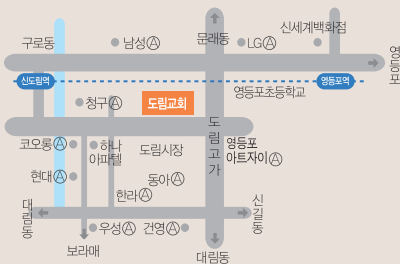 신세계백화점
구로동
남성Ⓐ
문래동
LGⒶ
영등포
신도림역
영등포역
영등포초등학교
청구Ⓐ
도림교회
도림고가
코오롱Ⓐ
하나
아파텔
도림시장
영등포
아트자이Ⓐ
현대Ⓐ
동아Ⓐ
한라Ⓐ
대림동
신길동
우성Ⓐ
건영Ⓐ
보라매
대림동